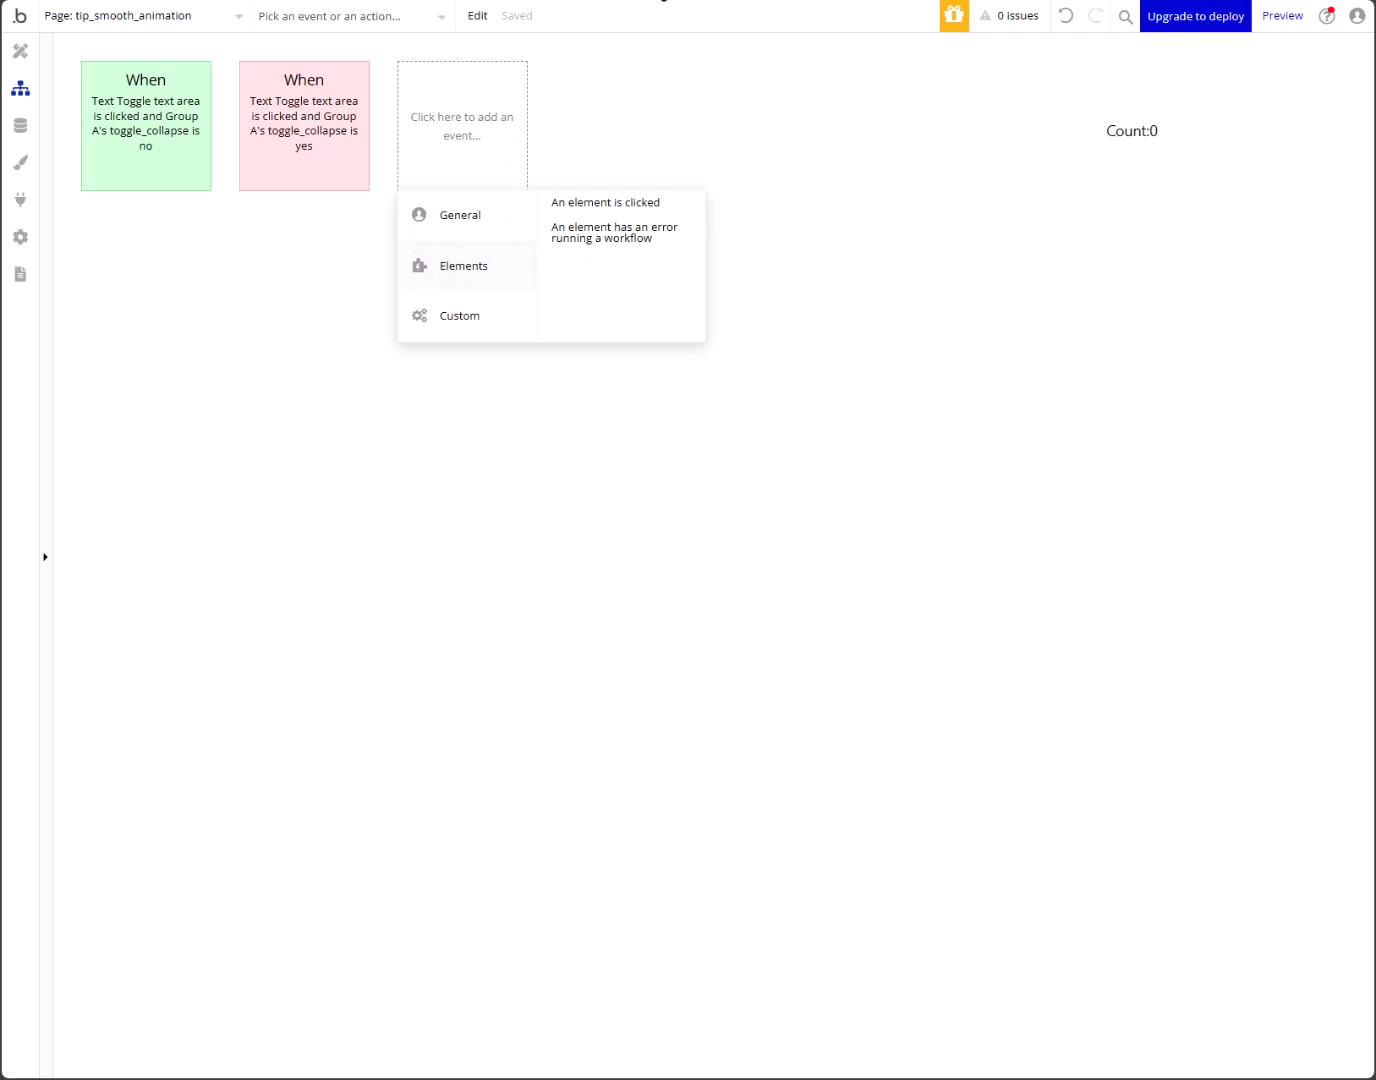 .b
Page: tip_smooth_animation
Pick an event or an action...
Edit
Saved
0 issues
Upgrade to deploy
Preview
When
Text Toggle text area
is clicked and Group
A's toggle_collapse is
no
When
Text Toggle text area
is clicked and Group
A's toggle_collapse is
yes
Click here to add an
event...
Count:0
General
Elements
Custom
An element is clicked
An element has an error
running a workflow